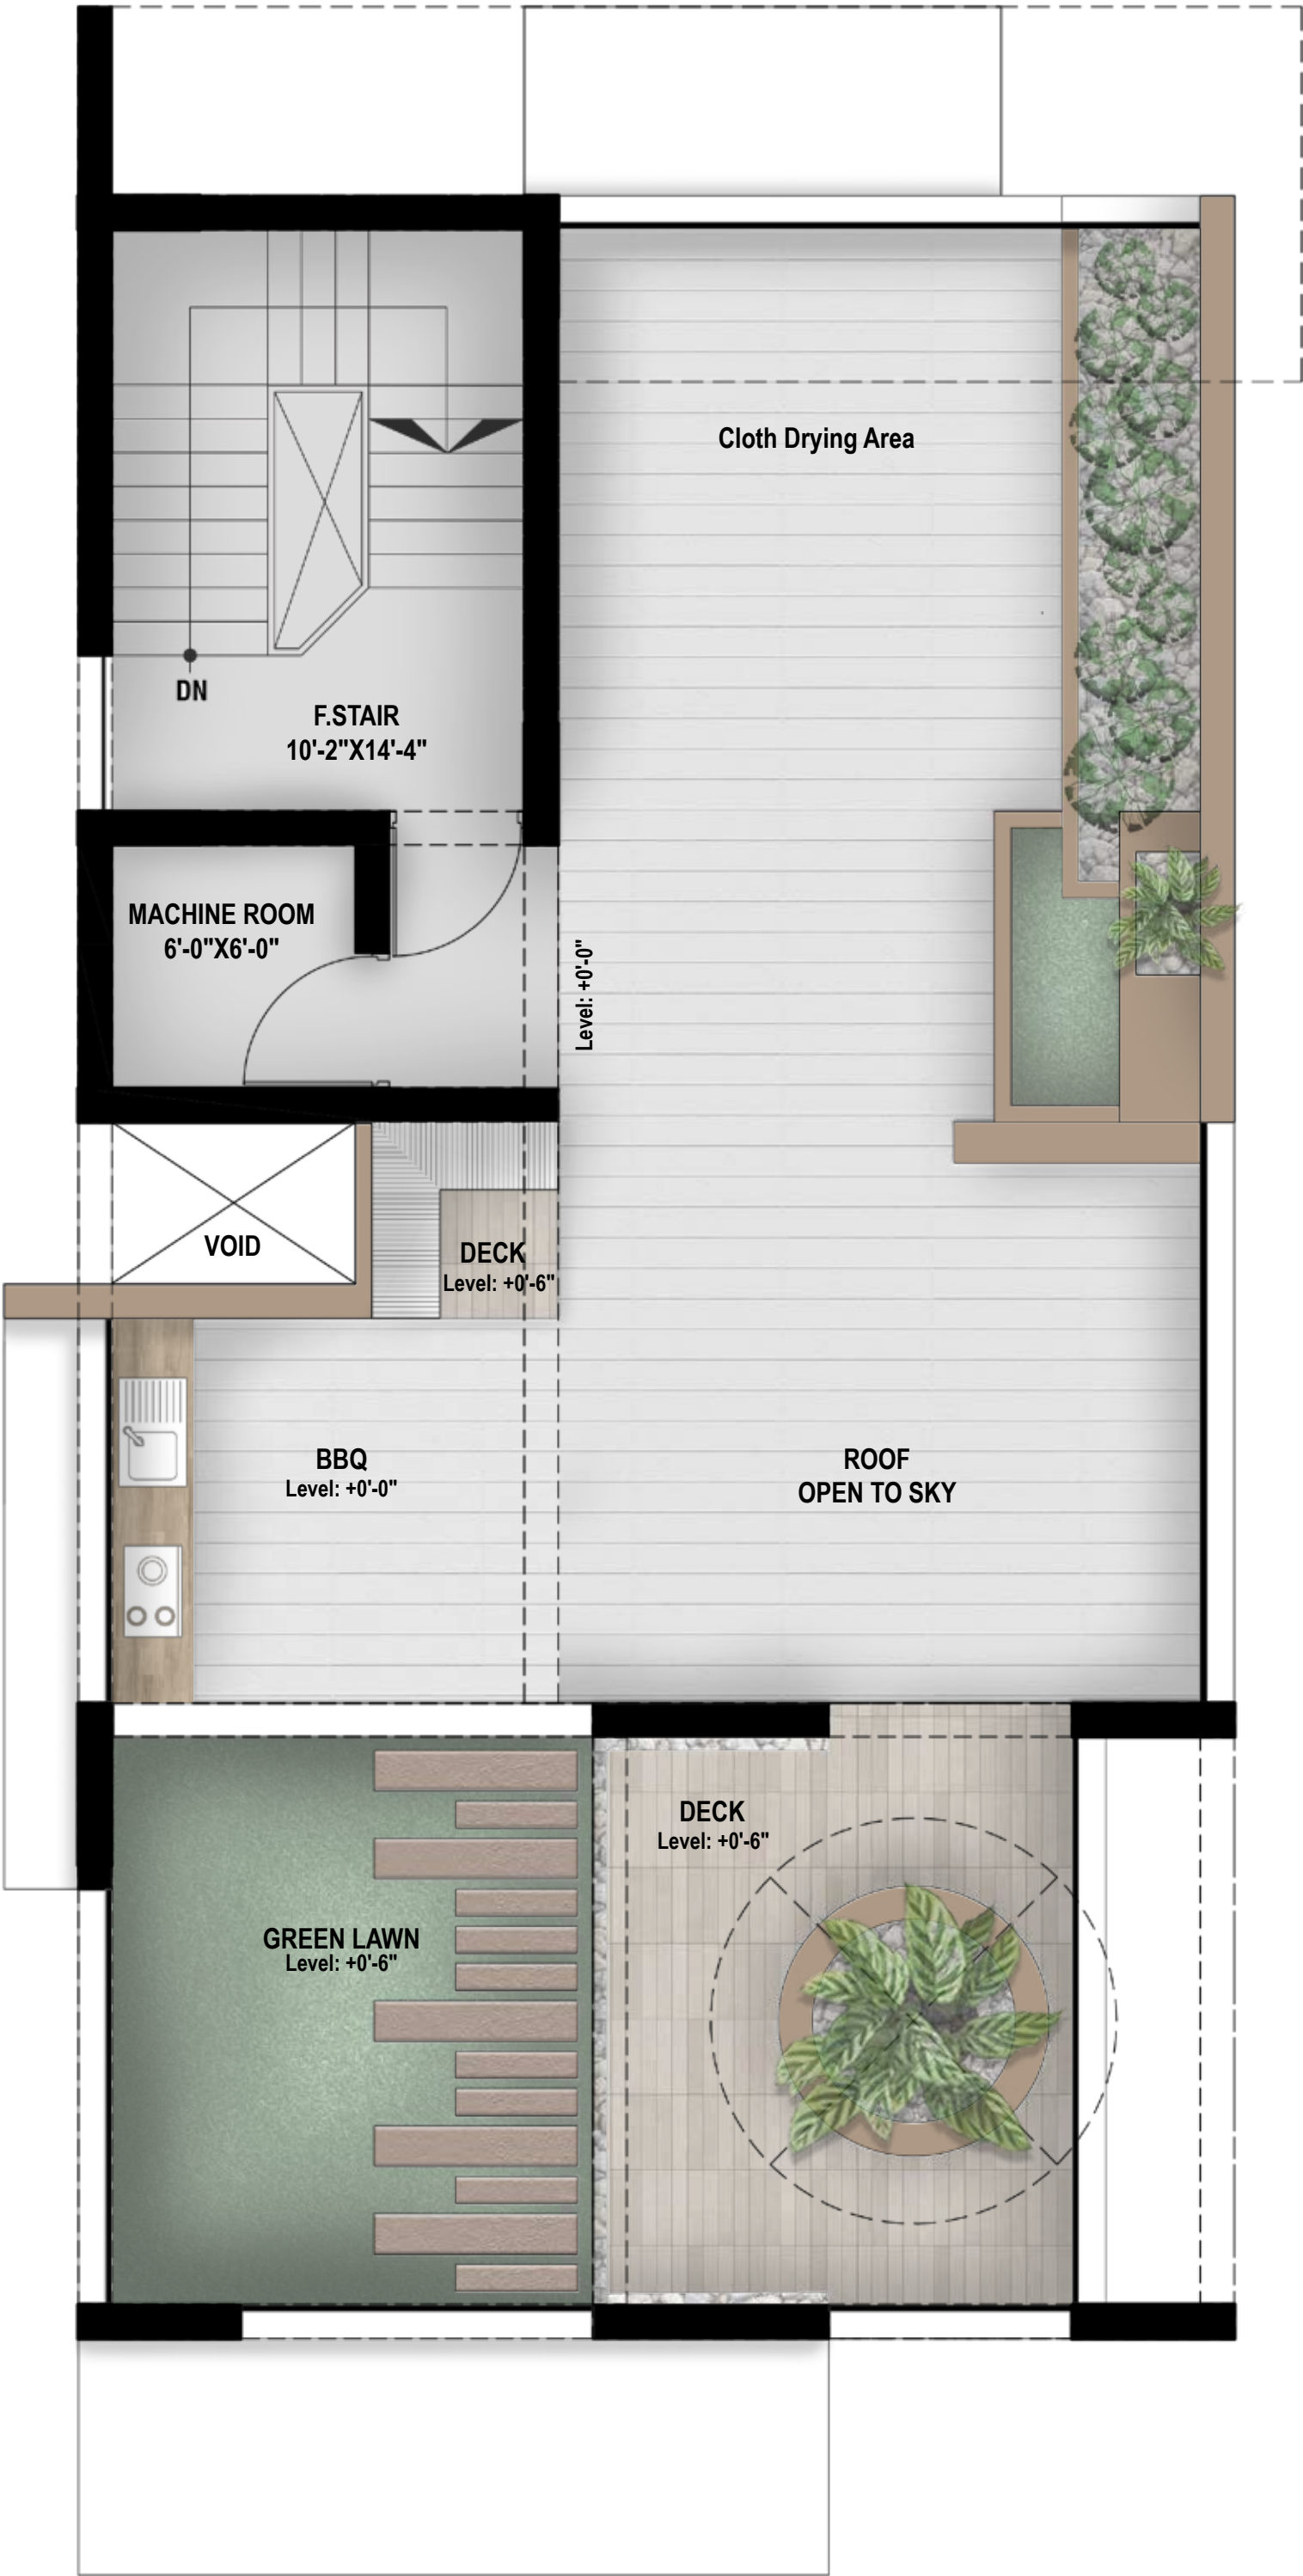 Cloth Drying Area
DN
F.STAIR
10'-2"X14'-4"
MACHINE ROOM
6'-0"X6'-0"
Level: +0'-0"
VOID
DECK
Level: +0'-6"
BBQ
Level: +0'-0"
ROOF
OPEN TO SKY
DECK
Level: +0'-6"
GREEN LAWN
Level: +0'-6"